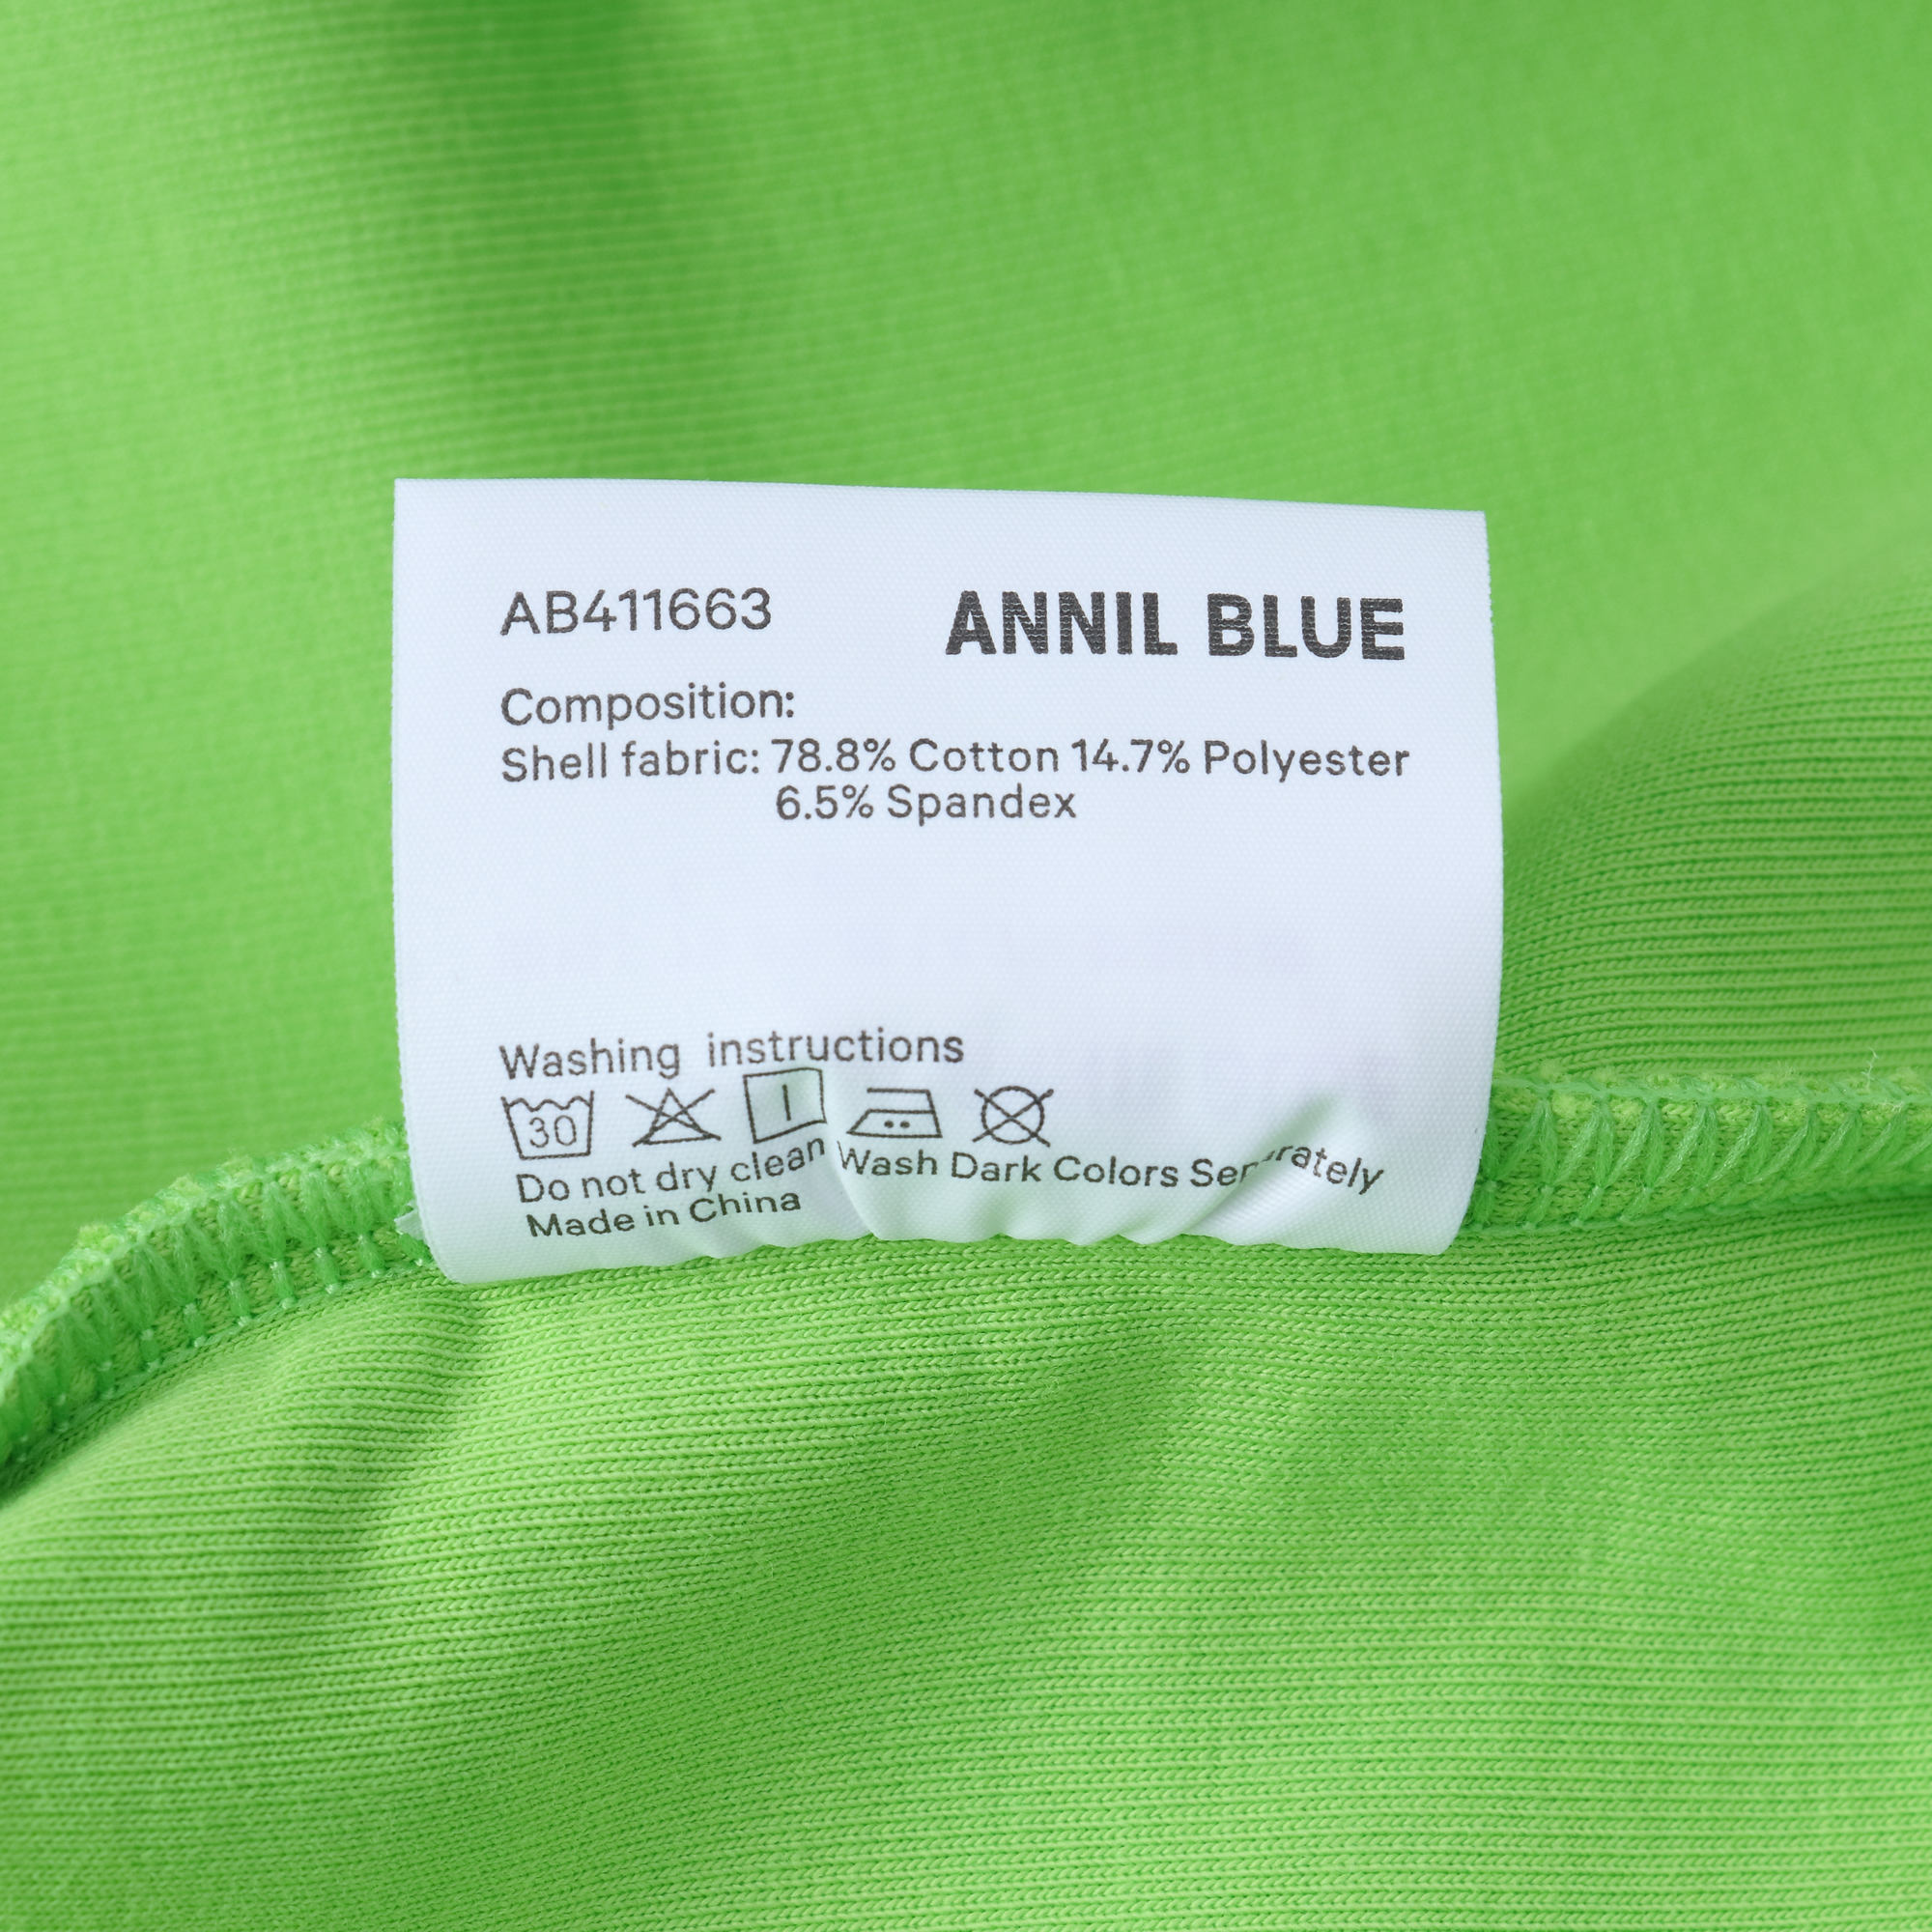 AB411663 ANNIL BLUE
Composition:
Shell fabric: 78.8% Cotton 14.7% Polyester
6.5% Spandex
Washing instructions
30
Do not dry clean Wash Dark Colors
Made in China